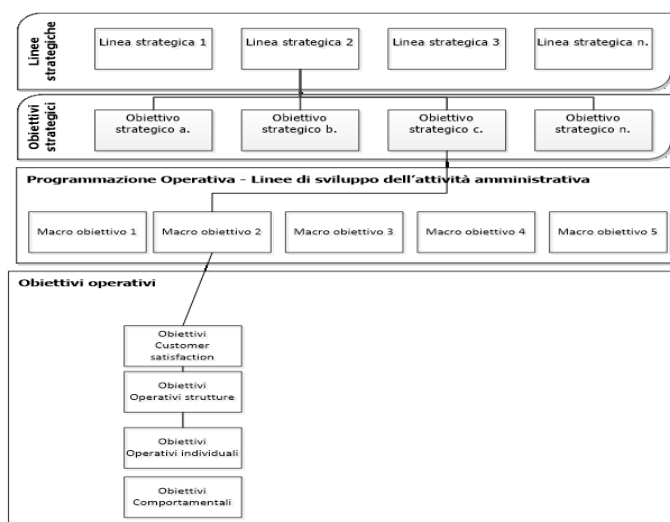 Linee
strategiche
Linea strategica 1
Linea strategica 2
Linea strategica 3
Linea strategica n.
Obiettivi
strategici
Obiettivo
strategico a.
Obiettivo
strategico b.
Obiettivo
strategico c.
Obiettivo
strategico n.
Programmazione Operativa – Linee di sviluppo dell'attività amministrativa
Macro obiettivo 1
Macro obiettivo 2
Macro obiettivo 3
Macro obiettivo 4
Macro obiettivo 5
Obiettivi operativi
Obiettivi
Customer
satisfaction
Obiettivi
Operativi strutture
Obiettivi
Operativi individuali
Obiettivi
Comportamentali